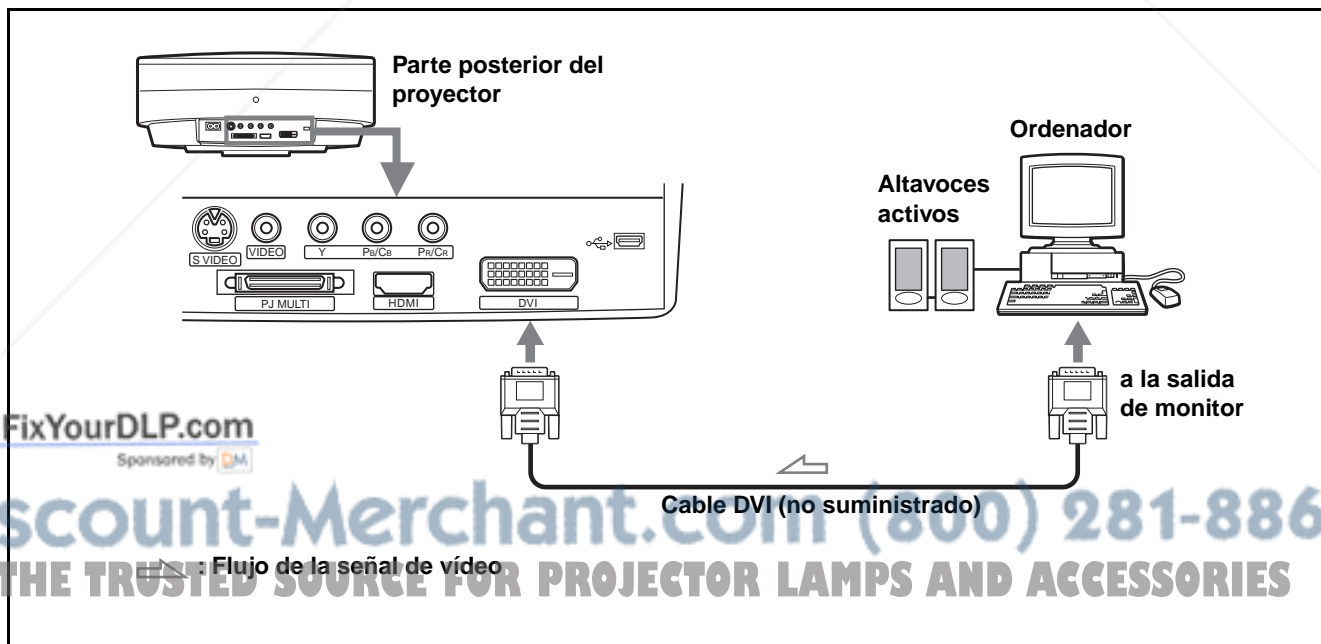 Parte posterior del
proyector
Ordenador
Altavoces
activos
S VIDEO
VIDEO
Y
PB/CB
PR/CR
PJ MULTI
HDMI
DVI
a la salida
de monitor
FixYourDLP.com
Sponsored by DM
Cable DVI (no suministrado)
scount-Merchant.com (800) 281-886
: Flujo de la señal de vídeo
THE TRUSTED SOURCE FOR PROJECTOR LAMPS AND ACCESSORIES